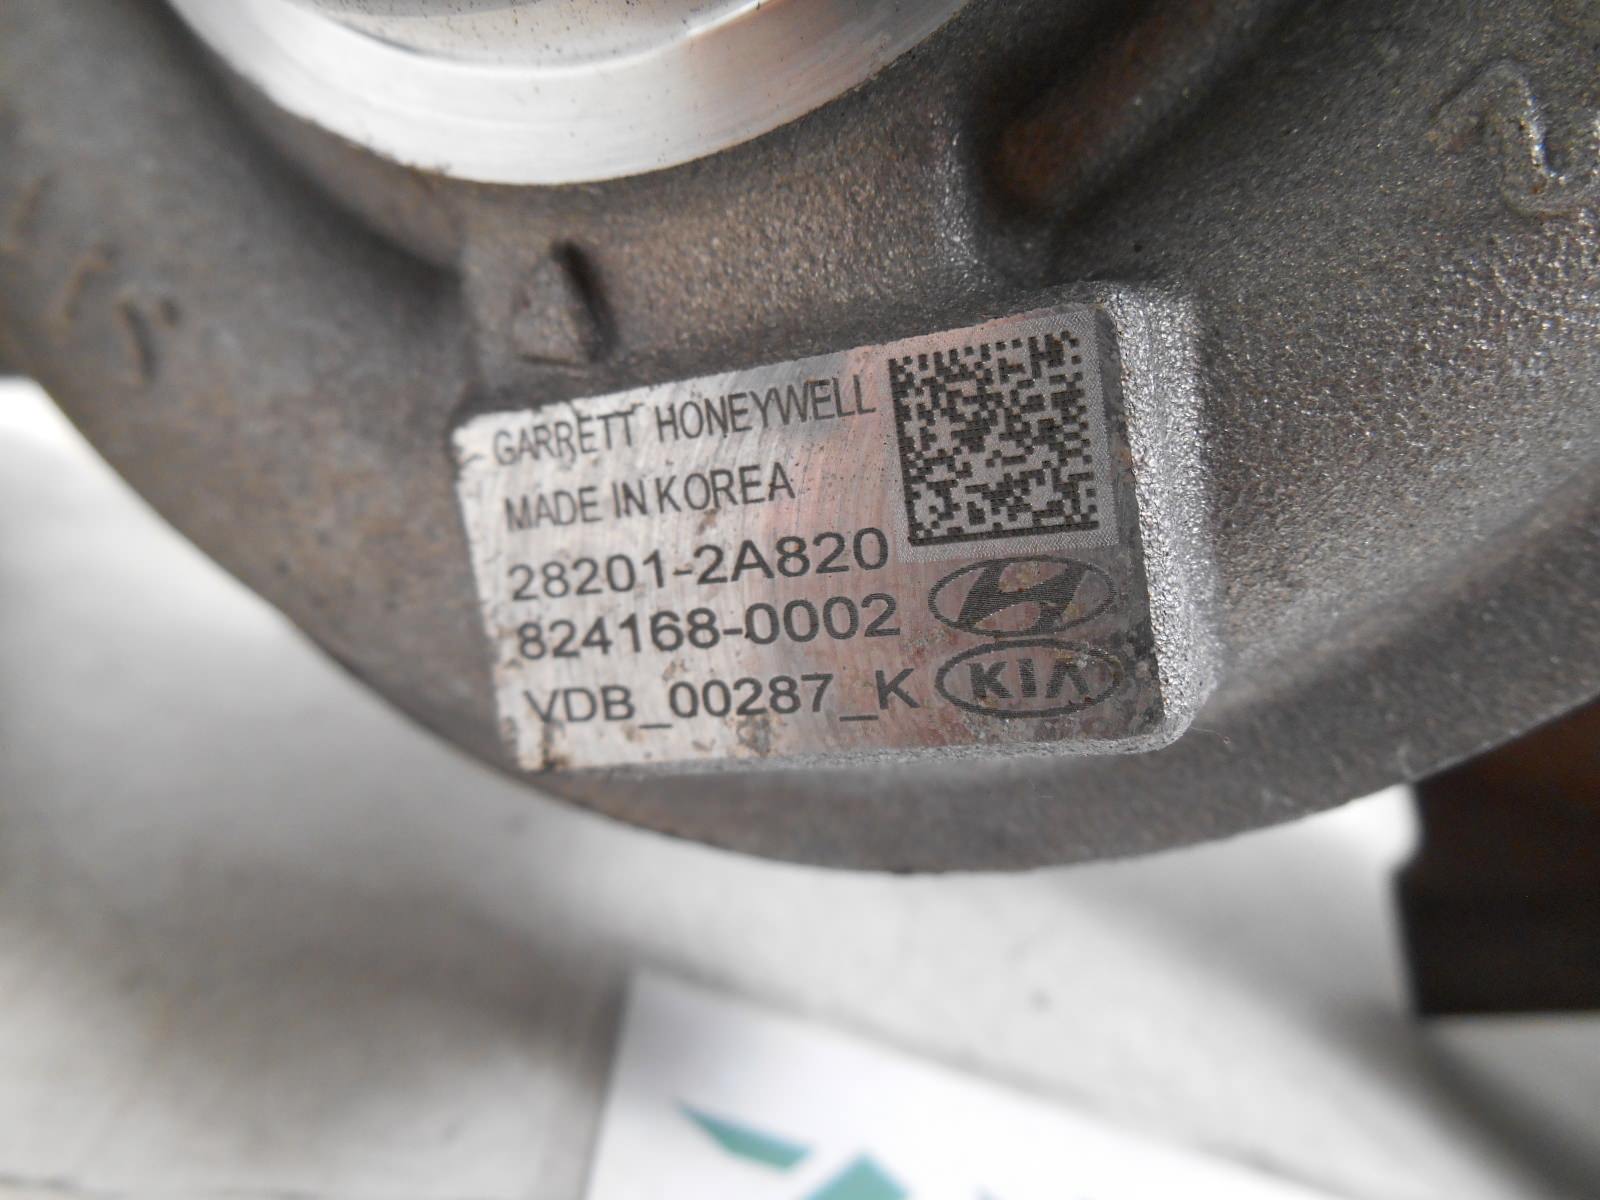 GARRETT HONEYWELL
MADE IN KOREA
28201-2A820
824168-0002
VDB_00287_K
KIA